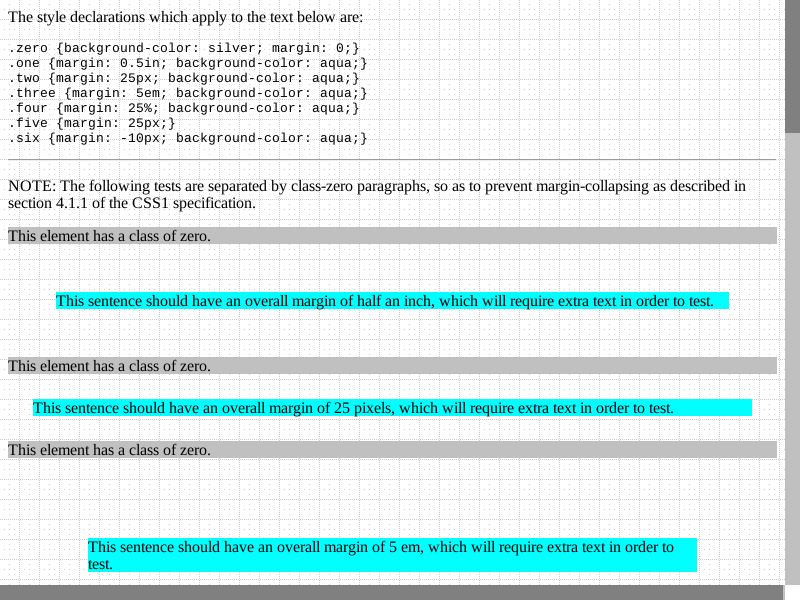 The style declarations which apply to the text below are:
.zero {background-color: silver; margin: 0;}
.one {margin: 0.5in; background-color: aqua;}
.two {margin: 25px; background-color: aqua;}
.three {margin: 5em; background-color: aqua;}
.four {margin: 25%; background-color: aqua;}
.five {margin: 25px;}
.six {margin: -10px; background-color: aqua;}
NOTE: The following tests are separated by class-zero paragraphs, so as to prevent margin-collapsing as described in
section 4.1.1 of the CSS1 specification.
This element has a class of zero.
This sentence should have an overall margin of half an inch, which will require extra text in order to test.
This element has a class of zero.
This sentence should have an overall margin of 25 pixels, which will require extra text in order to test.
This element has a class of zero.
This sentence should have an overall margin of 5 em, which will require extra text in order to
test.